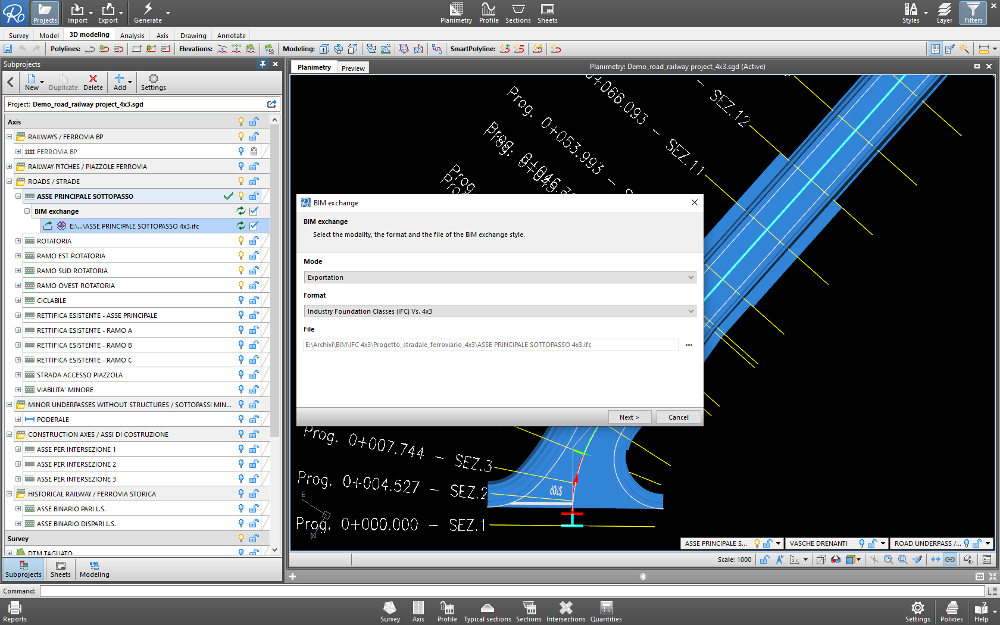 Ro
Projects
Import
Export
Generate
Planimetry
Profile
Sections
Sheets
Styles
Layer
Filters
Survey
Model
3D modeling
Analysis
Axis
Drawing
Annotate
Polylines:
Elevations:
Modeling:
SmartPolyline:
Subprojects
New
Duplicate
Delete
Add
Settings
Project: Demo_road_railway project_4x3.sgd
Axis
RAILWAYS / FERROVIA BP
FERROVIA BP
RAILWAY PITCHES / PIAZZOLE FERROVIA
ROADS / STRADE
ASSE PRINCIPALE SOTTOPASSO
BIM exchange
E:\...\ASSE PRINCIPALE SOTTOPASSO 4x3.ifc
ROTATORIA
RAMO EST ROTATORIA
RAMO SUD ROTATORIA
RAMO OVEST ROTATORIA
CICLABILE
RETTIFICA ESISTENTE - ASSE PRINCIPALE
RETTIFICA ESISTENTE - RAMO A
RETTIFICA ESISTENTE - RAMO B
RETTIFICA ESISTENTE - RAMO C
STRADA ACCESSO PIAZZOLA
VIABILITA' MINORE
MINOR UNDERPASSES WITHOUT STRUCTURES / SOTTOPASSI MIN...
PODERALE
CONSTRUCTION AXES / ASSI DI COSTRUZIONE
ASSE PER INTERSEZIONE 1
ASSE PER INTERSEZIONE 2
ASSE PER INTERSEZIONE 3
HISTORICAL RAILWAY / FERROVIA STORICA
ASSE BINARIO PARI L.S.
ASSE BINARIO DISPARI L.S.
Survey
DTM TAGLIATO
Subprojects
Sheets
BIM
Modeling
Planimetry
Preview
Planimetry: Demo_road_railway project_4x3.sgd (Active)
- SEZ.12
0+066.093 - SEZ.11
Prog. 0+053.993 - S
Prog.
Prog.
Prog.
BIM exchange
BIM exchange
Select the modality, the format and the file of the BIM exchange style.
Mode
Exportation
Format
Industry Foundation Classes (IFC) Vs. 4x3
File
E:\Archivi\BIM\IFC 4x3\Progetto_stradale_ferroviario_4x3\ASSE PRINCIPALE SOTTOPASSO 4x3.ifc
Next >
Cancel
Prog. 0+007.744 - SEZ.3
Prog. 0+004.527 - SEZ.2
Prog. 0+000.000 - SEZ.1
STOP
E
N
ASSE PRINCIPALE S...
VASCHE DRENANTI
ROAD UNDERPASS /...
Scale: 1000
Command:
Reports
Survey
Axis
Profile
Typical sections
Sections
Intersections
Quantities
Settings
Policies
Help